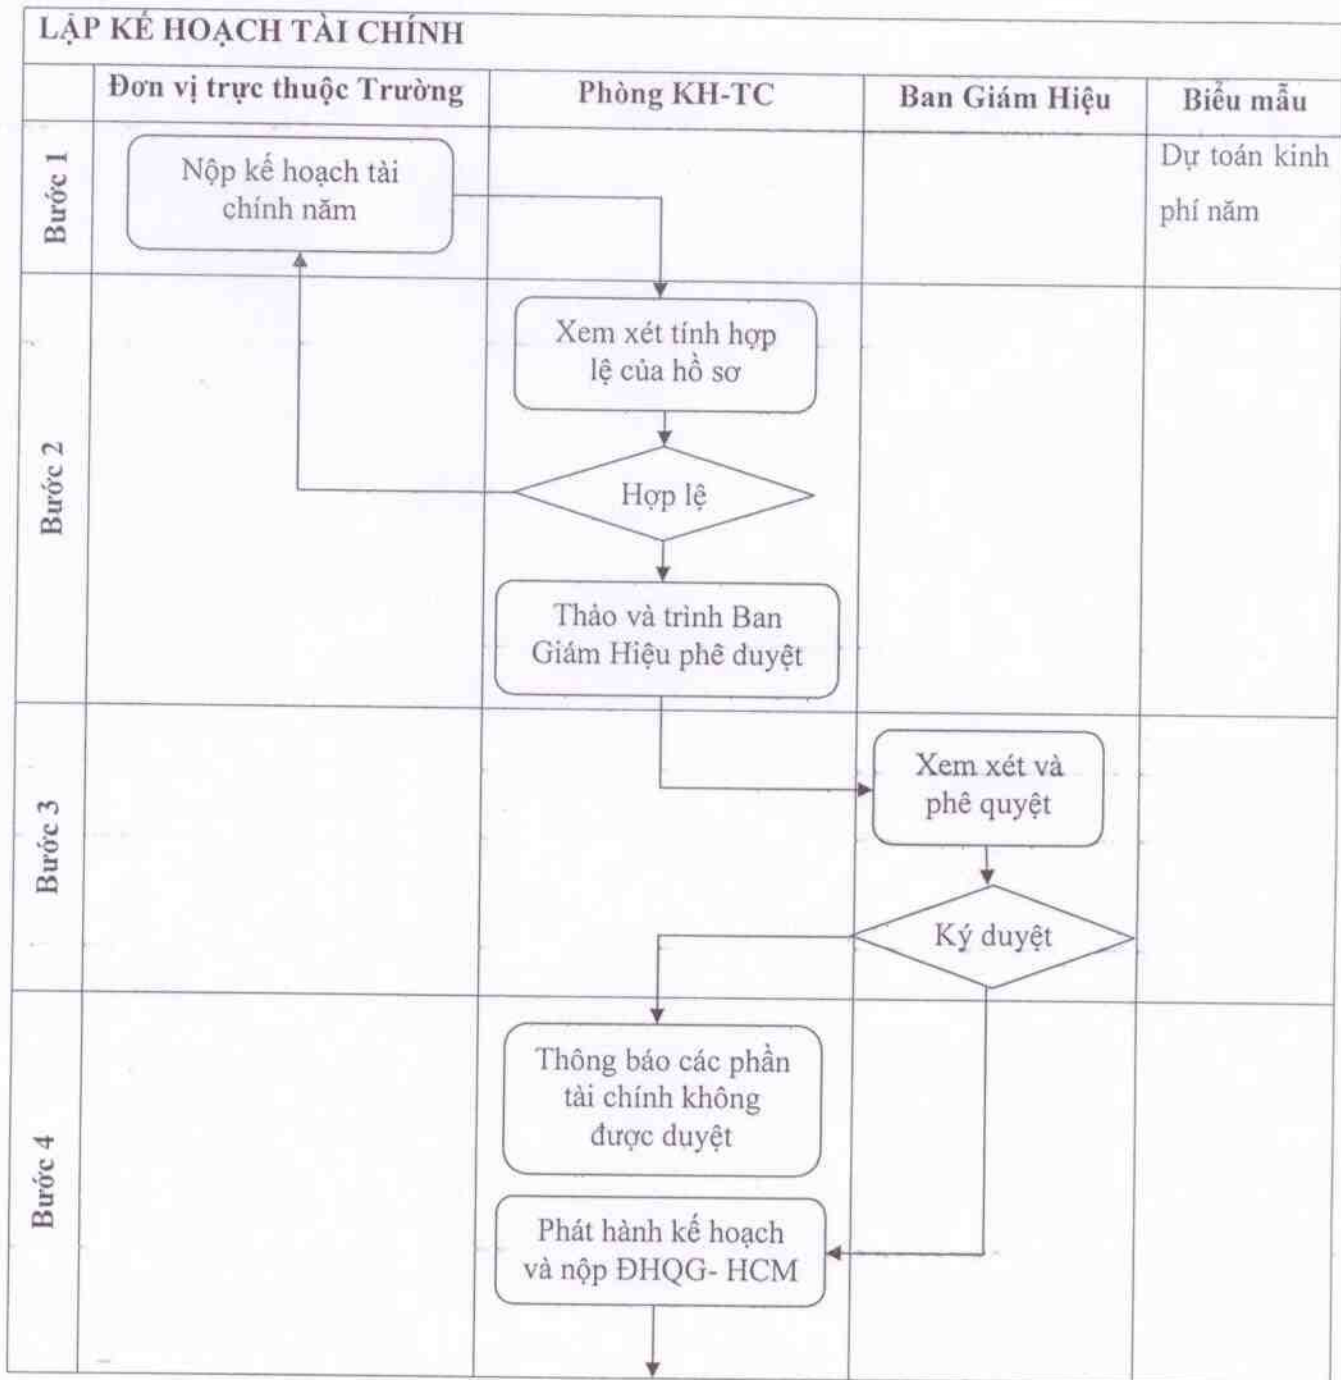 LẬP KẾ HOẠCH TÀI CHÍNH
Đơn vị trực thuộc Trường
Phòng KH-TC
Ban Giám Hiệu
Biểu mẫu
Bước 1
Nộp kế hoạch tài
chính năm
Dự toán kinh
phí năm
Bước 2
Xem xét tính hợp
lệ của hồ sơ
Hợp lệ
Thảo và trình Ban
Giám Hiệu phê duyệt
Bước 3
Xem xét và
phê quyệt
Ký duyệt
Bước 4
Thông báo các phần
tài chính không
được duyệt
Phát hành kế hoạch
và nộp ĐHQG- HCM